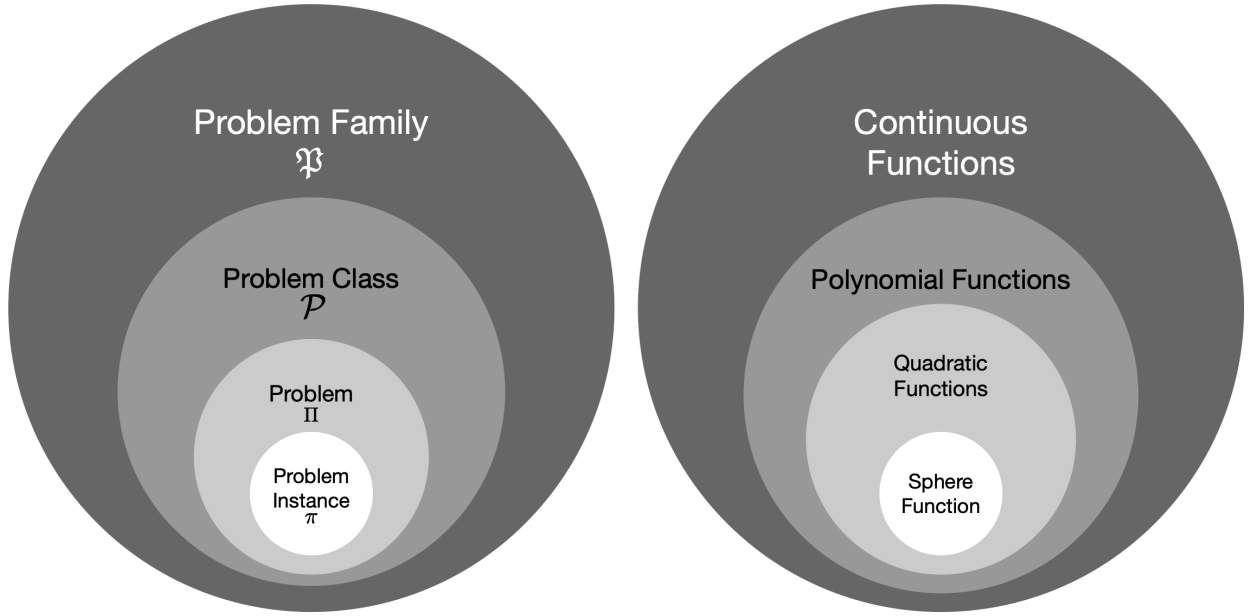 Problem Family
𝔓
Problem Class
𝒫
Problem
Π
Problem
Instance
π
Continuous
Functions
Polynomial Functions
Quadratic
Functions
Sphere
Function